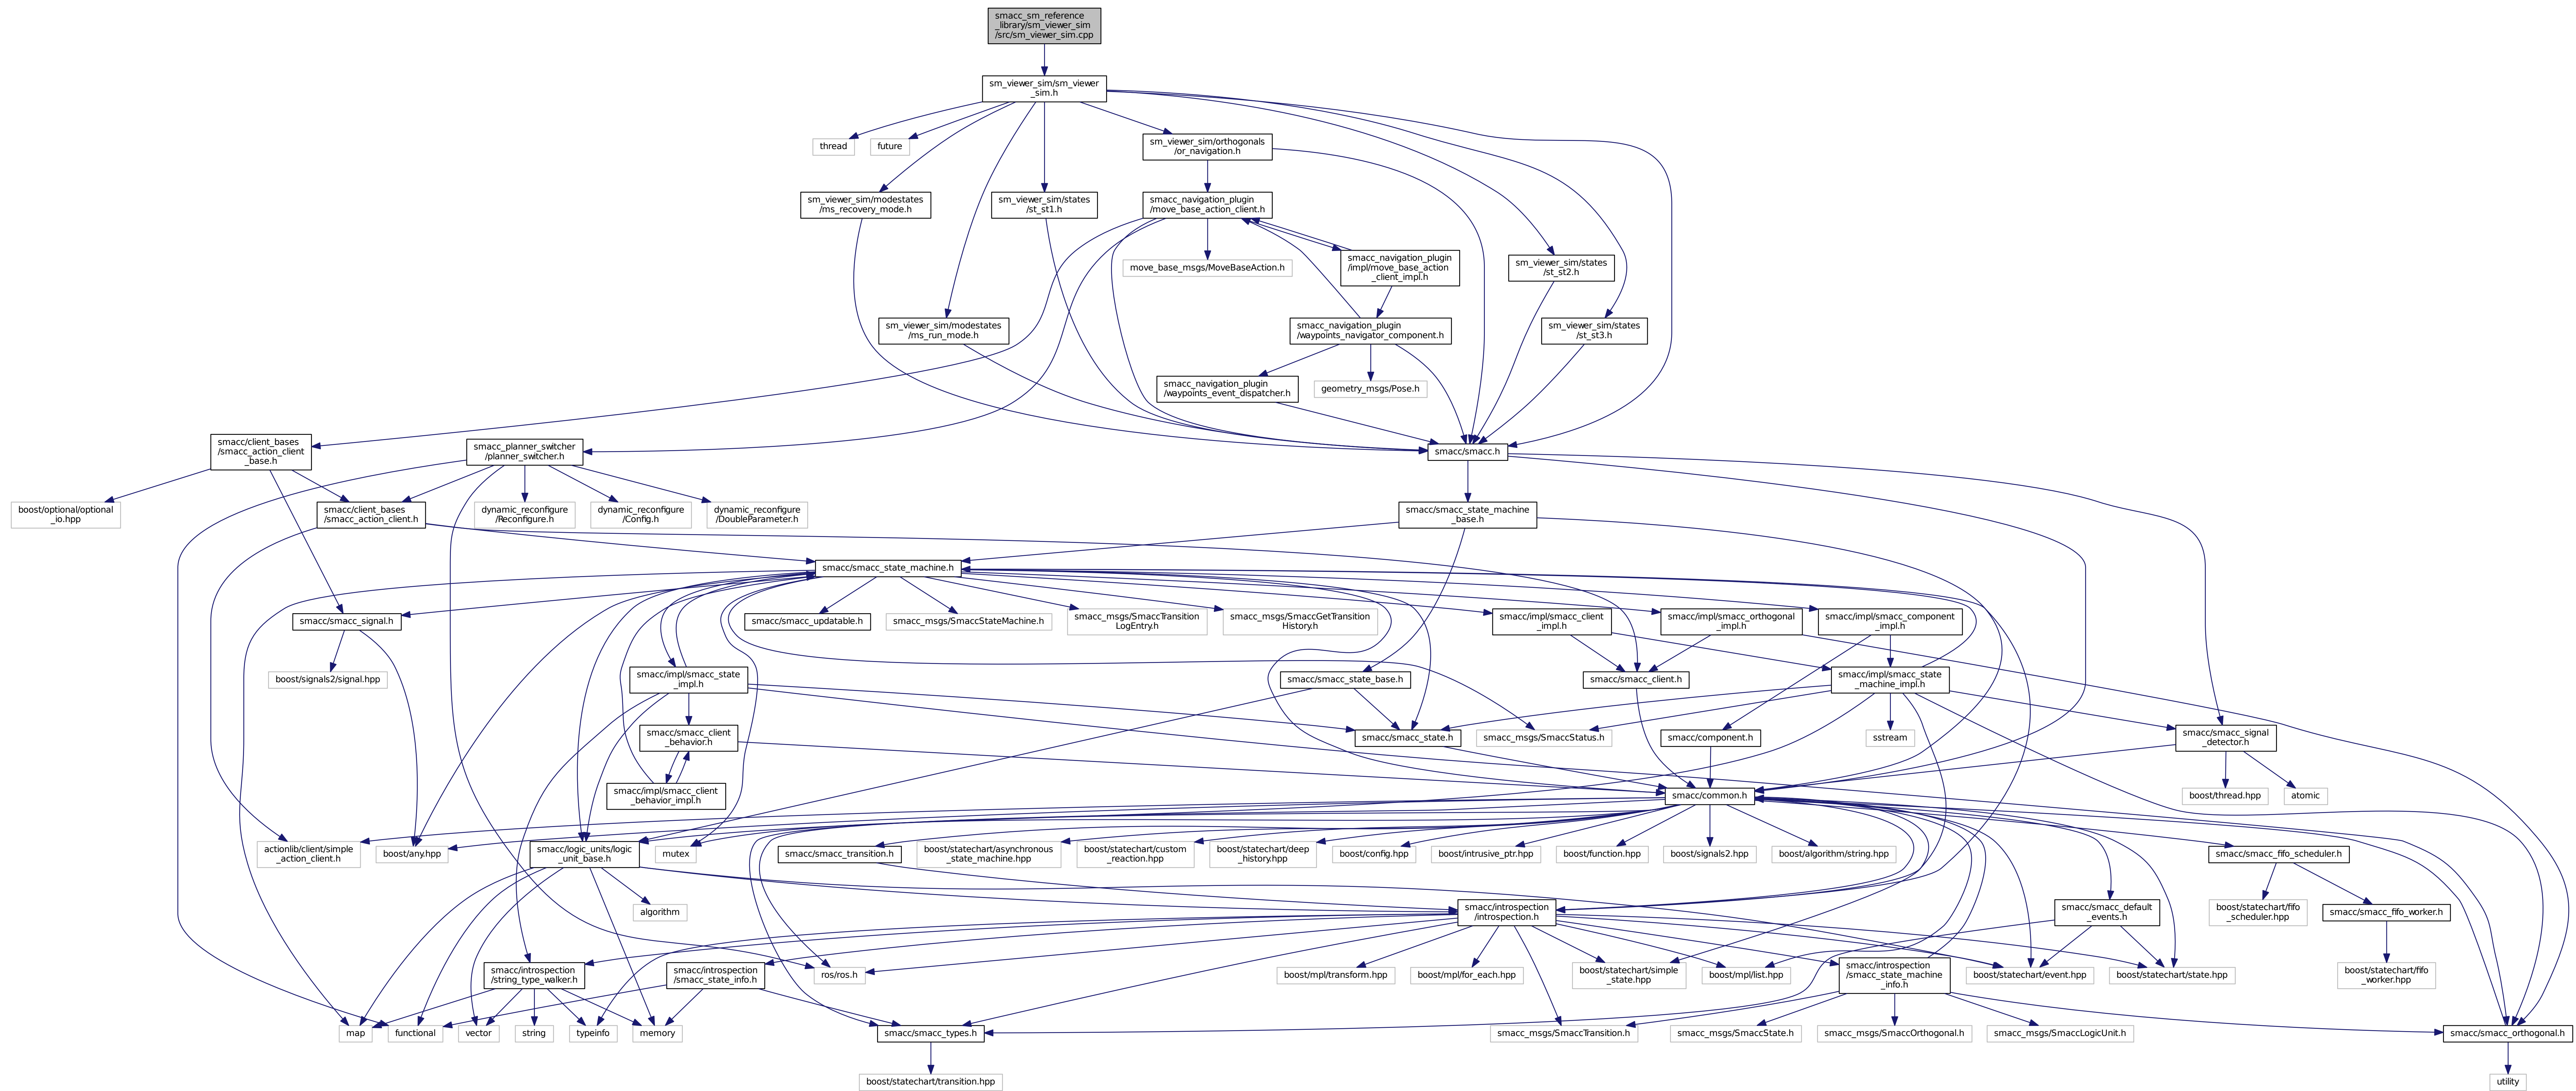 smacc_sm_reference
_library/sm_viewer_sim
/src/sm_viewer_sim.cpp
sm_viewer_sim/sm_viewer
_sim.h
thread
future
sm_viewer_sim/orthogonals
/or_navigation.h
sm_viewer_sim/modestates
/ms_recovery_mode.h
sm_viewer_sim/states
/st_st1.h
smacc_navigation_plugin
/move_base_action_client.h
move_base_msgs/MoveBaseAction.h
smacc_navigation_plugin
/impl/move_base_action
_client_impl.h
sm_viewer_sim/states
/st_st2.h
sm_viewer_sim/modestates
/ms_run_mode.h
smacc_navigation_plugin
/waypoints_navigator_component.h
sm_viewer_sim/states
/st_st3.h
smacc_navigation_plugin
/waypoints_event_dispatcher.h
geometry_msgs/Pose.h
smacc/client_bases
/smacc_action_client
_base.h
smacc_planner_switcher
/planner_switcher.h
smacc/smacc.h
boost/optional/optional
_io.hpp
smacc/client_bases
/smacc_action_client.h
dynamic_reconfigure
/Reconfigure.h
dynamic_reconfigure
/Config.h
dynamic_reconfigure
/DoubleParameter.h
smacc/smacc_state_machine
_base.h
smacc/smacc_state_machine.h
smacc/smacc_signal.h
smacc/smacc_updatable.h
smacc_msgs/SmaccStateMachine.h
smacc_msgs/SmaccTransition
LogEntry.h
smacc_msgs/SmaccGetTransition
History.h
smacc/impl/smacc_client
_impl.h
smacc/impl/smacc_orthogonal
_impl.h
smacc/impl/smacc_component
_impl.h
boost/signals2/signal.hpp
smacc/impl/smacc_state
_impl.h
smacc/smacc_state_base.h
smacc/smacc_client.h
smacc/impl/smacc_state
_machine_impl.h
smacc/smacc_client
_behavior.h
smacc/smacc_state.h
smacc_msgs/SmaccStatus.h
smacc/component.h
sstream
smacc/smacc_signal
_detector.h
smacc/impl/smacc_client
_behavior_impl.h
smacc/common.h
boost/thread.hpp
atomic
actionlib/client/simple
_action_client.h
boost/any.hpp
smacc/logic_units/logic
_unit_base.h
mutex
smacc/smacc_transition.h
boost/statechart/asynchronous
_state_machine.hpp
boost/statechart/custom
_reaction.hpp
boost/statechart/deep
_history.hpp
boost/config.hpp
boost/intrusive_ptr.hpp
boost/function.hpp
boost/signals2.hpp
boost/algorithm/string.hpp
smacc/smacc_fifo_scheduler.h
algorithm
smacc/introspection
/introspection.h
smacc/smacc_default
_events.h
boost/statechart/fifo
_scheduler.hpp
smacc/smacc_fifo_worker.h
smacc/introspection
/string_type_walker.h
smacc/introspection
/smacc_state_info.h
ros/ros.h
boost/mpl/transform.hpp
boost/mpl/for_each.hpp
boost/statechart/simple
_state.hpp
boost/mpl/list.hpp
smacc/introspection
/smacc_state_machine
_info.h
boost/statechart/event.hpp
boost/statechart/state.hpp
boost/statechart/fifo
_worker.hpp
map
functional
vector
string
typeinfo
memory
smacc/smacc_types.h
smacc_msgs/SmaccTransition.h
smacc_msgs/SmaccState.h
smacc_msgs/SmaccOrthogonal.h
smacc_msgs/SmaccLogicUnit.h
smacc/smacc_orthogonal.h
boost/statechart/transition.hpp
utility